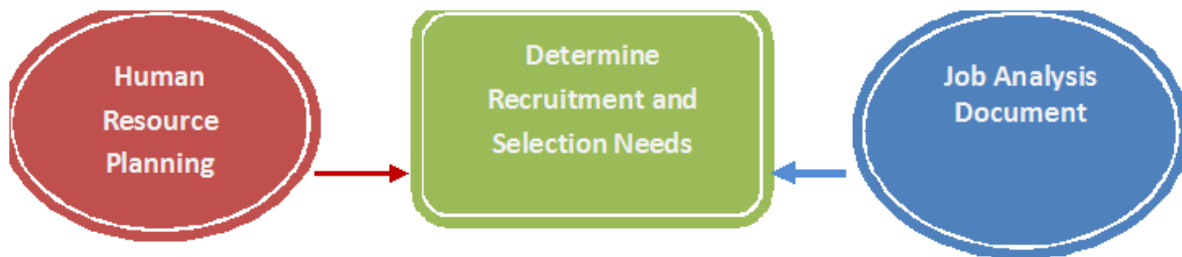 Human
Resource
Planning
Determine
Recruitment and
Selection Needs
Job Analysis
Document